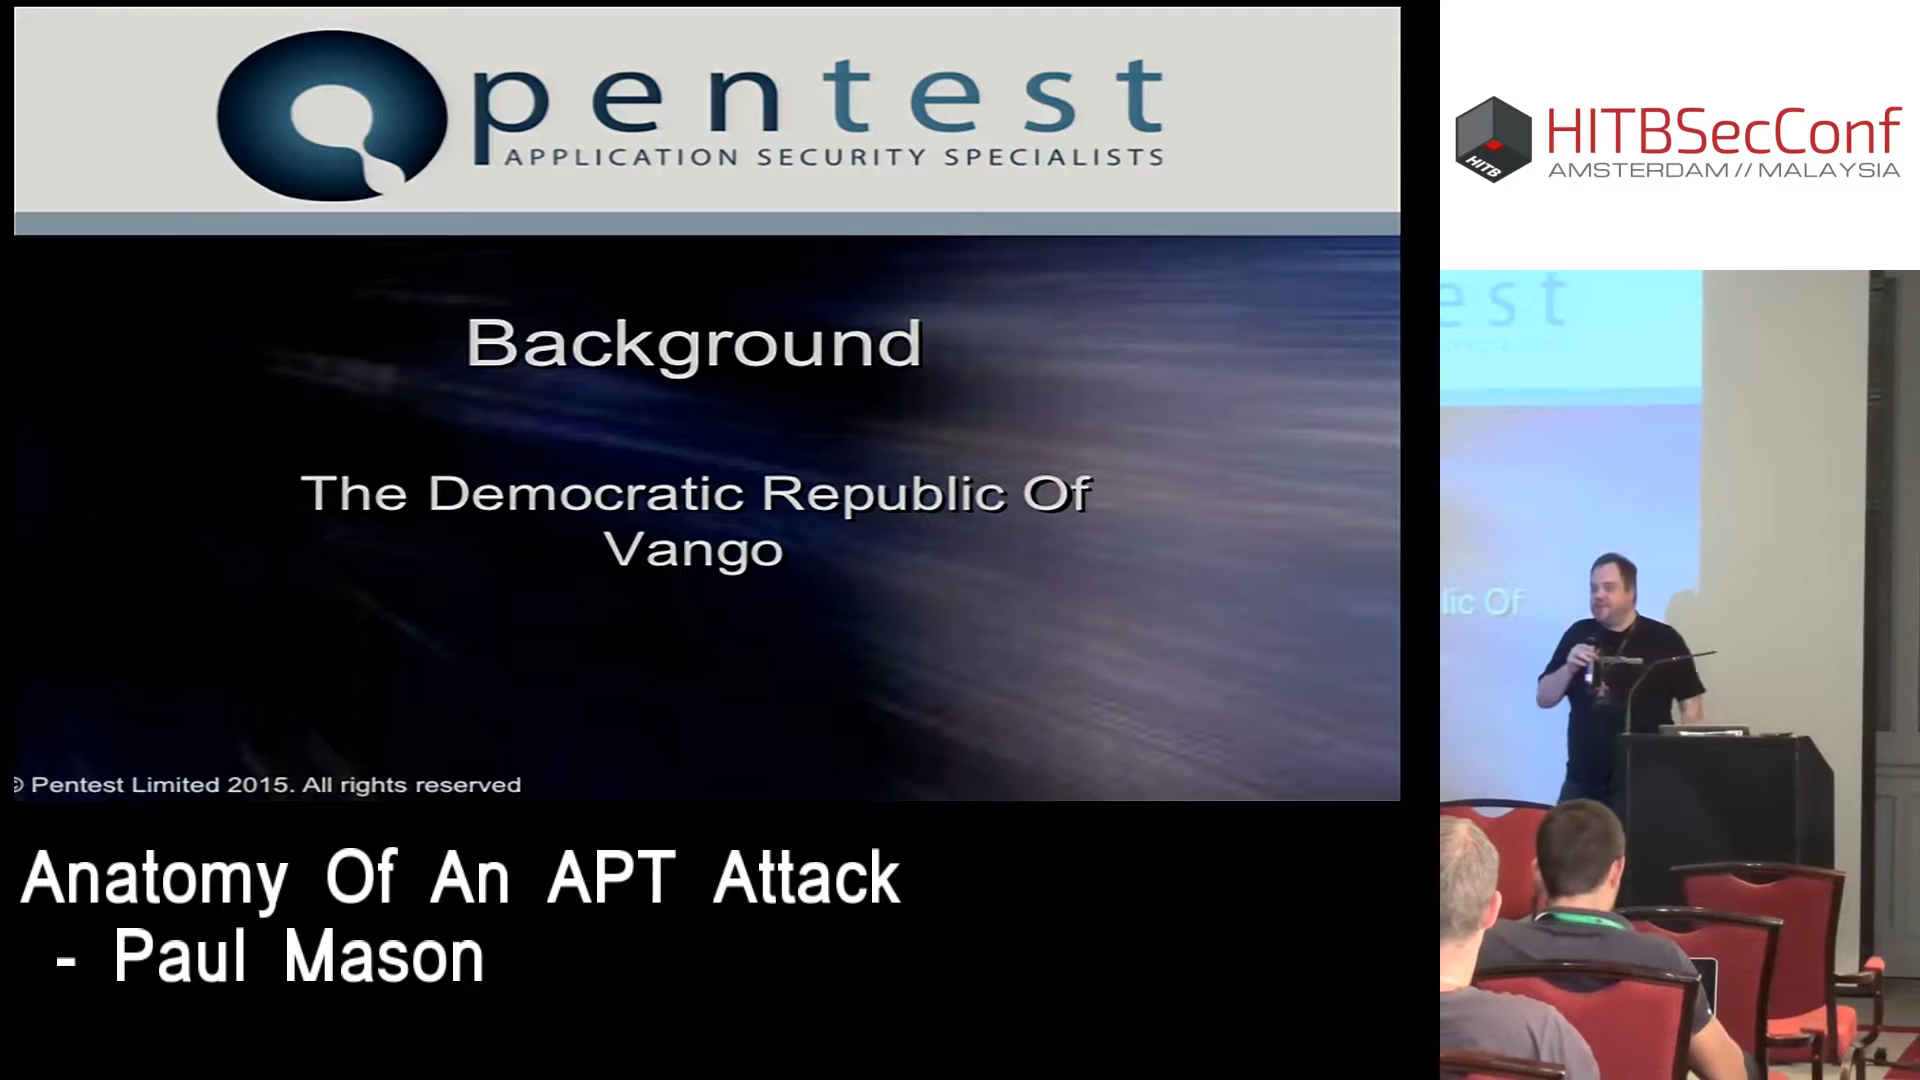 pentest
APPLICATION SECURITY SPECIALISTS
HITBSecConf
HITB
AMSTERDAM // MALAYSIA
Background
The Democratic Republic Of
Vango
© Pentest Limited 2015. All rights reserved
est
lic Of
Anatomy Of An APT Attack
- Paul Mason